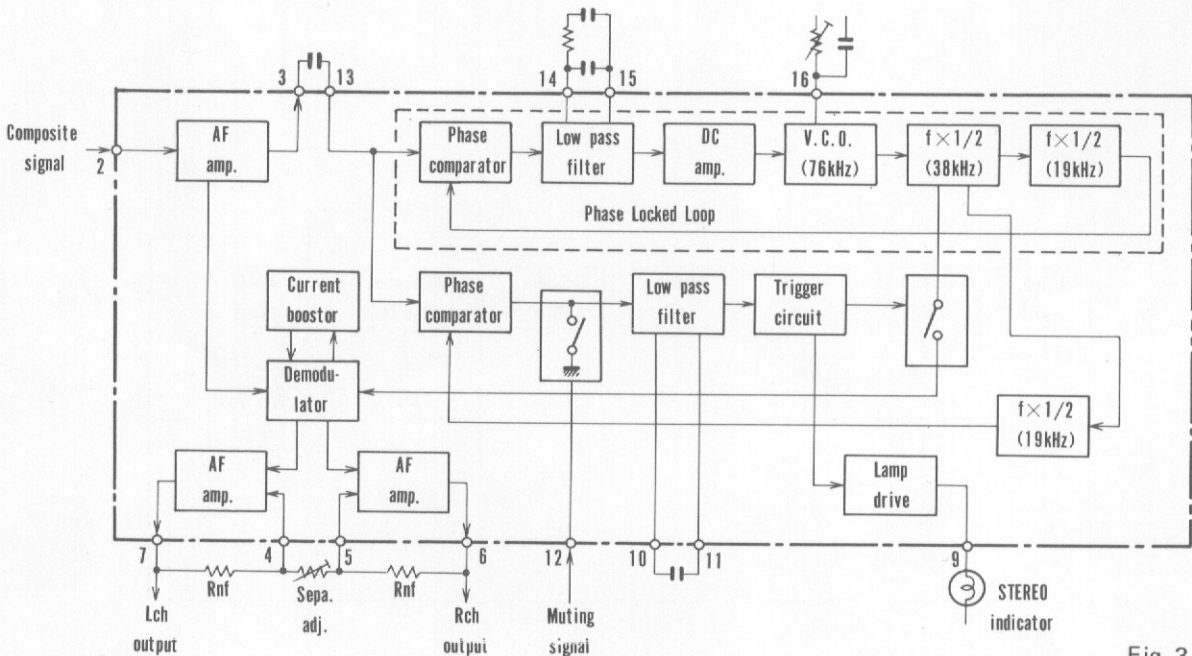 3 13
14 15
16
Composite
signal
2
AF
amp.
Phase
comparator
Low pass
filter
DC
amp.
V.C.O.
(76kHz)
f×1/2
(38kHz)
f×1/2
(19kHz)
Phase Locked Loop
Current
boostor
Phase
comparator
Low pass
filter
Trigger
circuit
Demodu-
lator
f×1/2
(19kHz)
AF
amp.
AF
amp.
Lamp
drive
7 4 5 6 12 10 11 9
Rnf
Sepa.
adj.
Rnf
Lch
output
Rch
outpui
Muting
signal
STEREO
indicator
Fig. 2